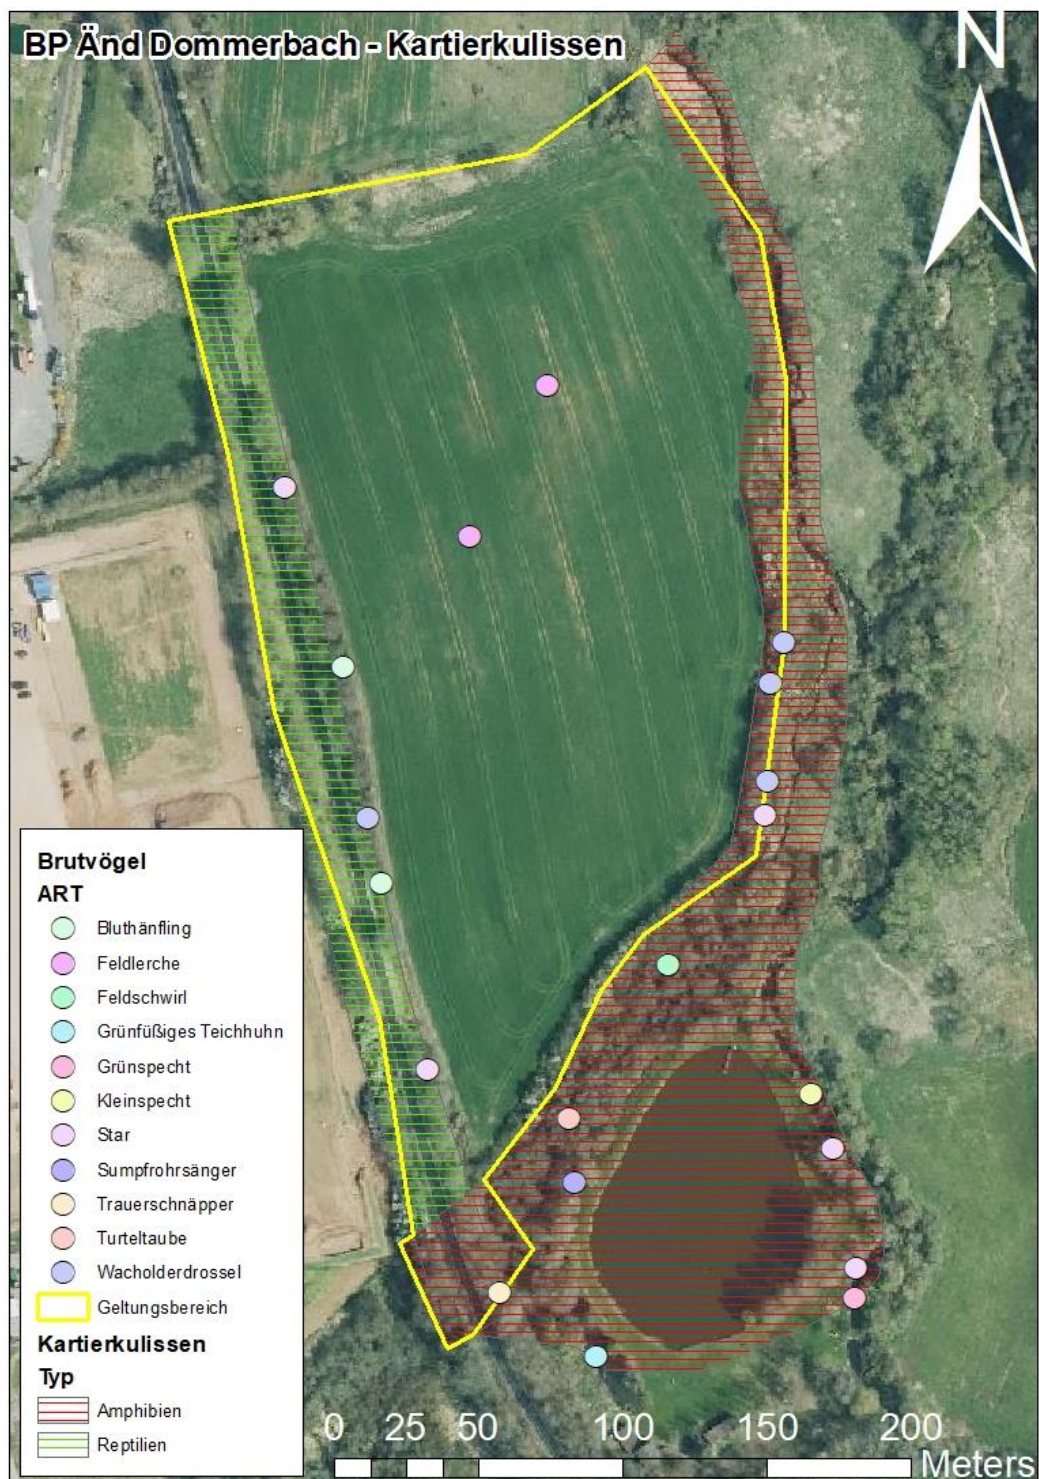 BP Änd Dommerbach - Kartierkulissen
N
Brutvögel
ART
Bluthänfling
Feldlerche
Feldschwirl
Grünfüßiges Teichhuhn
Grünspecht
Kleinspecht
Star
Sumpfrohrsänger
Trauerschnäpper
Turteltaube
Wacholderdrossel
Geltungsbereich
Kartierkulissen
Typ
Amphibien
Reptilien
0 25 50 100 150 200
Meters